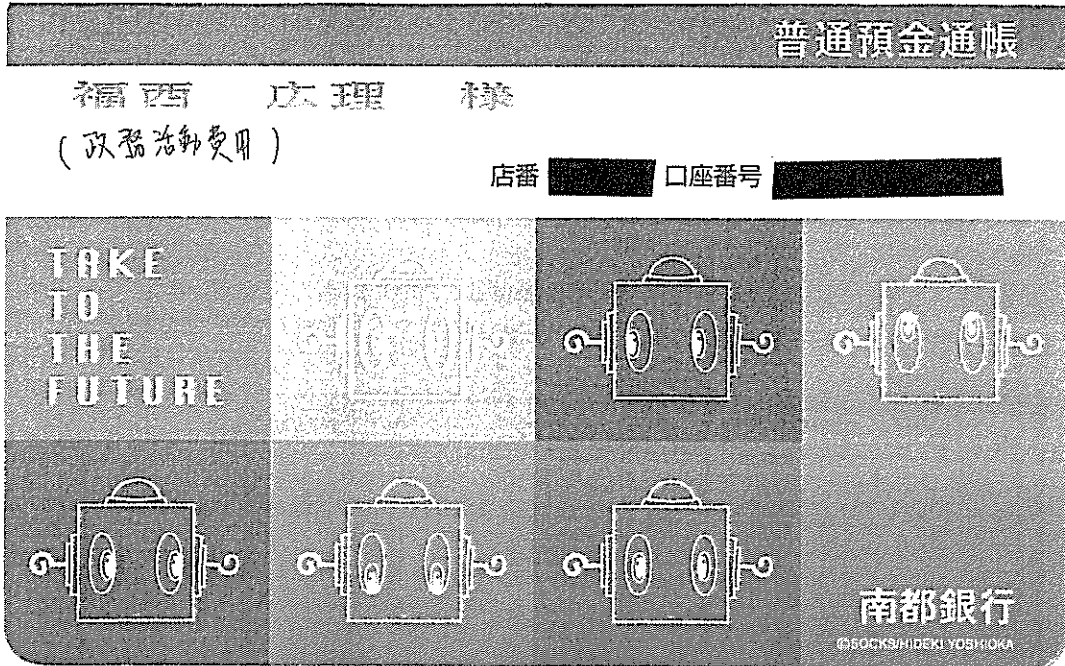 普通預金通帳
福西 広理 様
(政務活動費用)
店番 口座番号
TAKE
TO
THE
FUTURE
南都銀行
©SOCKS/HIDEKI YOSHIOKA